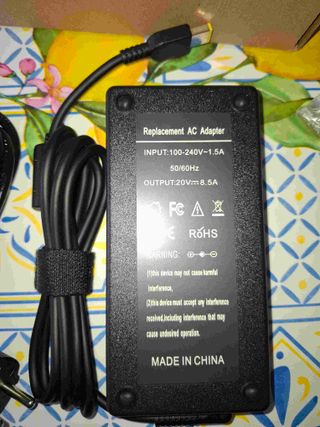 Replacement AC Adapter
INPUT:100-240V~1.5A
50/60Hz
OUTPUT:20V⎓8.5A
FC
CE RoHS
WARNING:
(1)this device may not cause harmful
interference,
(2)this device must accept any interference
received,including interference that may
cause undesired operation.
MADE IN CHINA